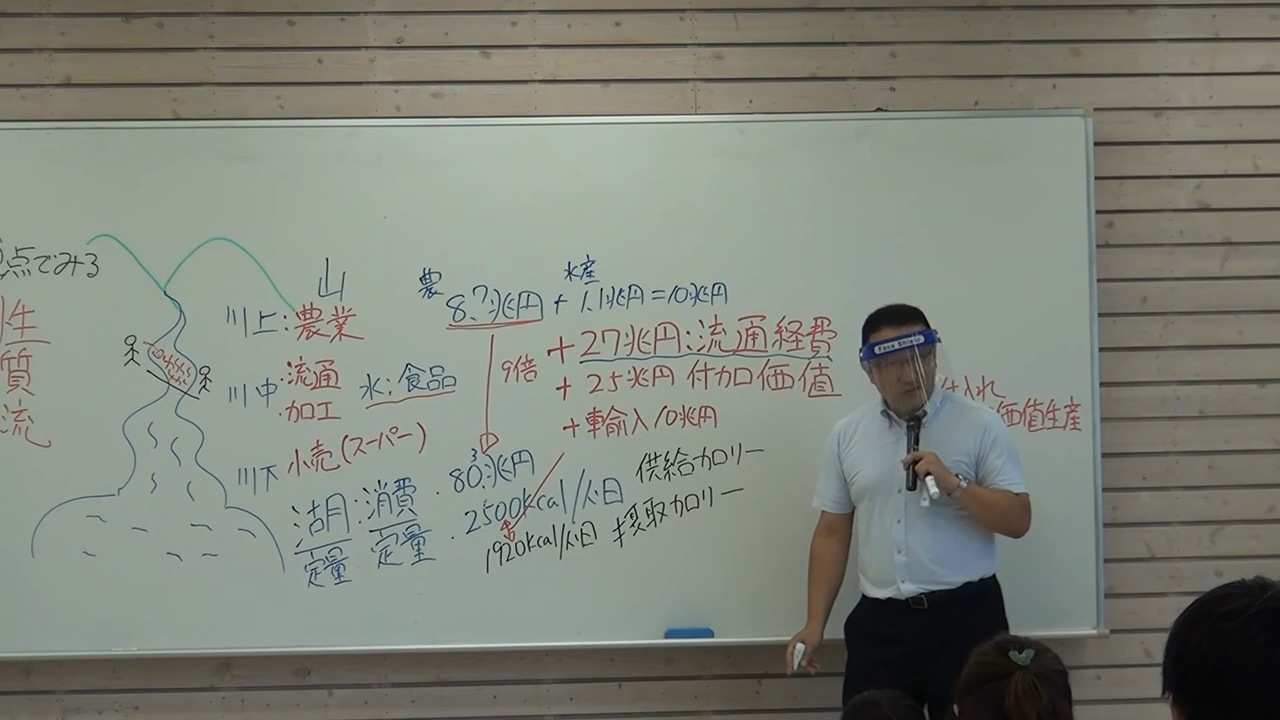 点でみる
性
質
流
山
川上:農業
川中:流通
・加工
水:食品
川下 小売(スーパー)
湖:消費
定量 定量
農 水産
8.7兆円 + 1.1兆円=10兆円
9倍
+27兆円:流通経費
+25兆円 付加価値
+輸入10兆円
・80兆円
3
・2500kcal/人日 供給カロリー
1920kcal/人日 摂取カロリー
仕入れ
価値生産